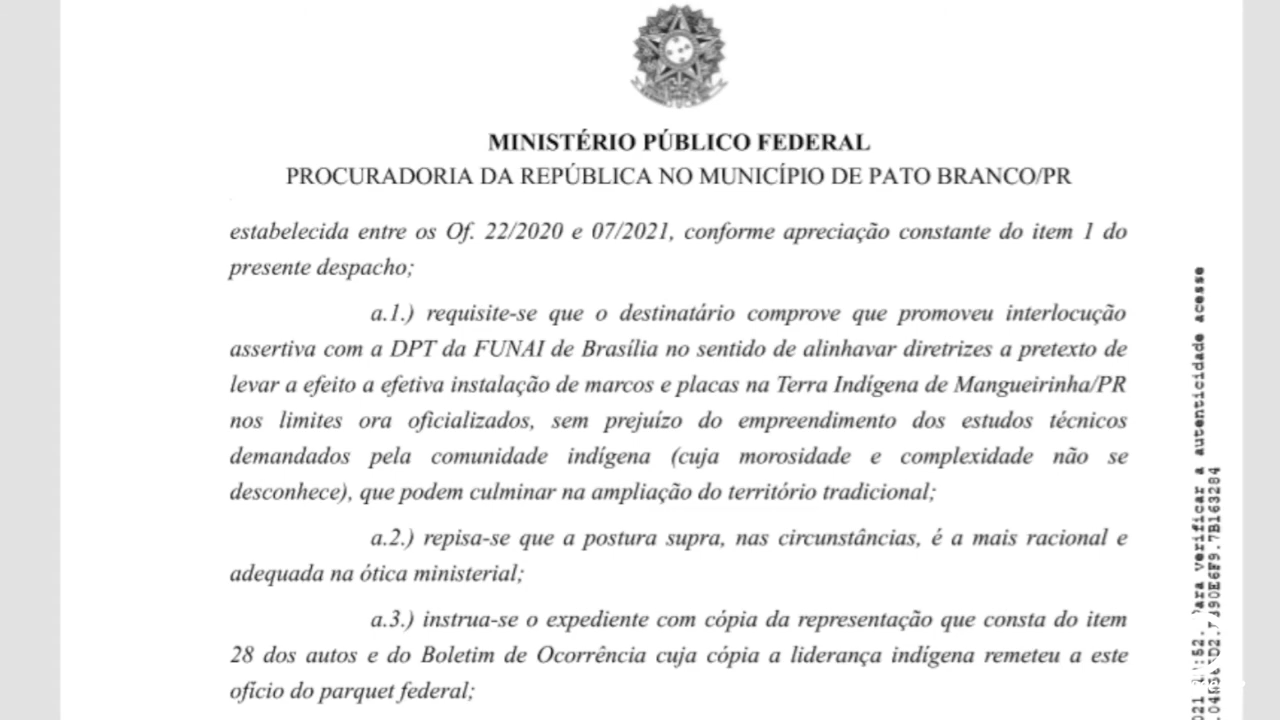 MINISTÉRIO PÚBLICO FEDERAL
PROCURADORIA DA REPÚBLICA NO MUNICÍPIO DE PATO BRANCO/PR
estabelecida entre os Of. 22/2020 e 07/2021, conforme apreciação constante do item 1 do
presente despacho;
a.1.) requisite-se que o destinatário comprove que promoveu interlocução
assertiva com a DPT da FUNAI de Brasília no sentido de alinhavar diretrizes a pretexto de
levar a efeito a efetiva instalação de marcos e placas na Terra Indígena de Mangueirinha/PR
nos limites ora oficializados, sem prejuízo do empreendimento dos estudos técnicos
demandados pela comunidade indígena (cuja morosidade e complexidade não se
desconhece), que podem culminar na ampliação do território tradicional;
a.2.) repisa-se que a postura supra, nas circunstâncias, é a mais racional e
adequada na ótica ministerial;
a.3.) instrua-se o expediente com cópia da representação que consta do item
28 dos autos e do Boletim de Ocorrência cuja cópia a liderança indígena remeteu a este
ofício do parquet federal;
verificar a autenticidade acesse